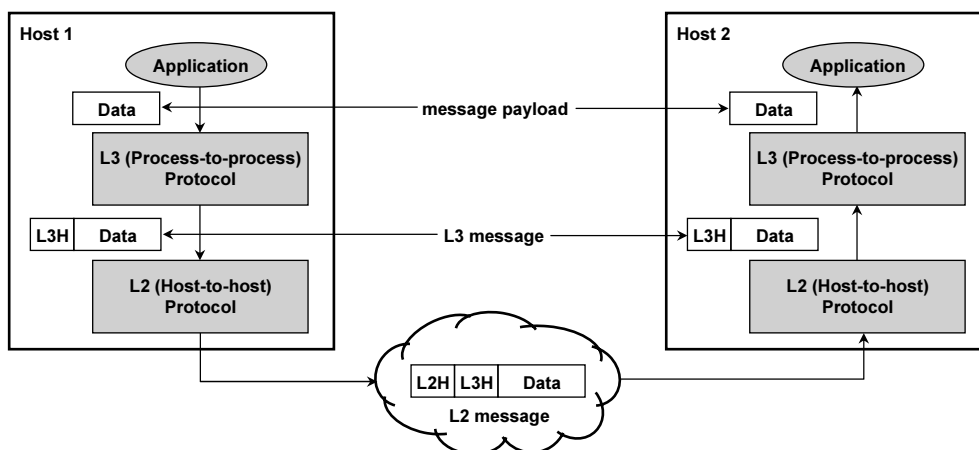 Host 1
Host 2
Application
Application
Data
message payload
Data
L3 (Process-to-process)
Protocol
L3 (Process-to-process)
Protocol
L3H Data
L3 message
L3H Data
L2 (Host-to-host)
Protocol
L2 (Host-to-host)
Protocol
L2H L3H Data
L2 message